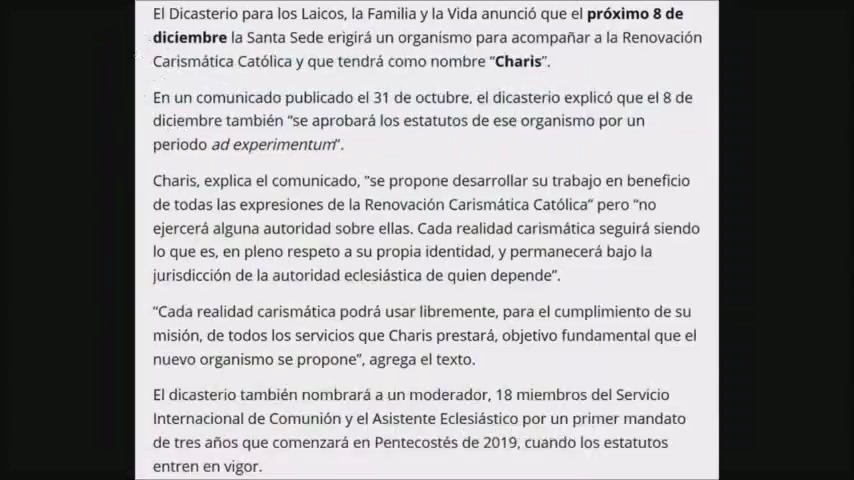 El Dicasterio para los Laicos, la Familia y la Vida anunció que el próximo 8 de
diciembre la Santa Sede erigirá un organismo para acompañar a la Renovación
Carismática Católica y que tendrá como nombre “Charis”.
En un comunicado publicado el 31 de octubre, el dicasterio explicó que el 8 de
diciembre también “se aprobará los estatutos de ese organismo por un
periodo ad experimentum”.
Charis, explica el comunicado, “se propone desarrollar su trabajo en beneficio
de todas las expresiones de la Renovación Carismática Católica” pero “no
ejercerá alguna autoridad sobre ellas. Cada realidad carismática seguirá siendo
lo que es, en pleno respeto a su propia identidad, y permanecerá bajo la
jurisdicción de la autoridad eclesiástica de quien depende”.
“Cada realidad carismática podrá usar libremente, para el cumplimiento de su
misión, de todos los servicios que Charis prestará, objetivo fundamental que el
nuevo organismo se propone”, agrega el texto.
El dicasterio también nombrará a un moderador, 18 miembros del Servicio
Internacional de Comunión y el Asistente Eclesiástico por un primer mandato
de tres años que comenzará en Pentecostés de 2019, cuando los estatutos
entren en vigor.